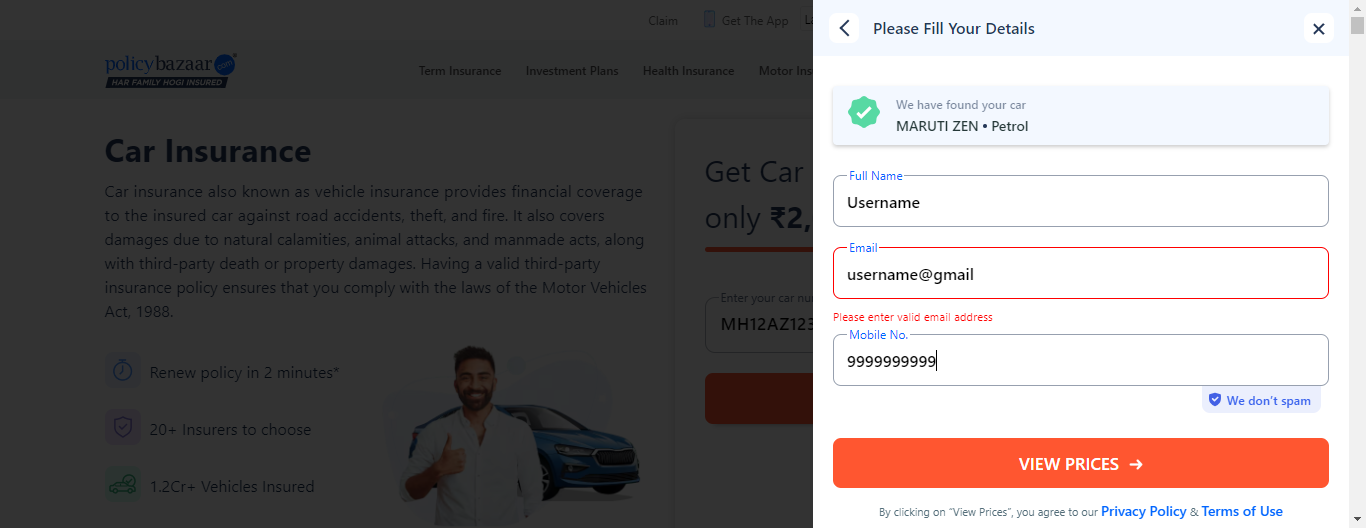 Claim
Get The App
policybazaar.com
HAR FAMILY HOGI INSURED
Term Insurance
Investment Plans
Health Insurance
Car Insurance
Car insurance also known as vehicle insurance provides financial coverage
to the insured car against road accidents, theft, and fire. It also covers
damages due to natural calamities, animal attacks, and manmade acts, along
with third-party death or property damages. Having a valid third-party
insurance policy ensures that you comply with the laws of the Motor Vehicles
Act, 1988.
Renew policy in 2 minutes*
20+ Insurers to choose
1.2Cr+ Vehicles Insured
Get Car
only ₹2,
Enter your car
MH12AZ123
Please Fill Your Details
We have found your car
MARUTI ZEN • Petrol
Full Name
Username
Email
username@gmail
Please enter valid email address
Mobile No.
9999999999
We don't spam
VIEW PRICES →
By clicking on “View Prices”, you agree to our Privacy Policy & Terms of Use